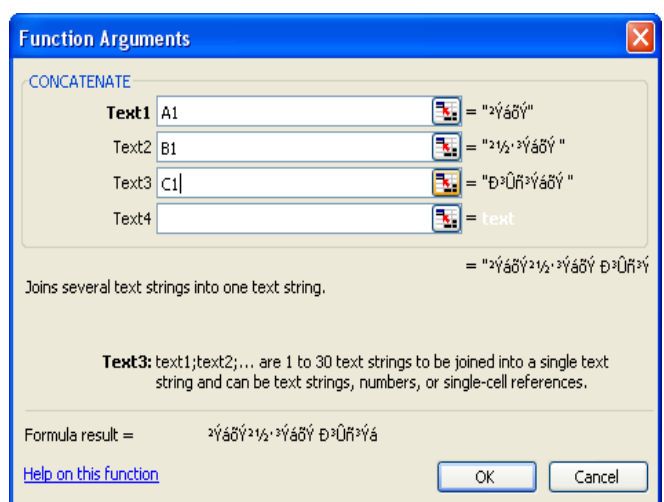 Function Arguments
CONCATENATE
Text1 A1 = "²ÝáõÝ"
Text2 B1 = "²½·³ÝáõÝ "
Text3 C1 = "Ð³Ûñ³ÝáõÝ "
Text4 = text
= "²ÝáõÝ²½·³ÝáõÝ Ð³Ûñ³Ý
Joins several text strings into one text string.
Text3: text1;text2;... are 1 to 30 text strings to be joined into a single text
string and can be text strings, numbers, or single-cell references.
Formula result = ²ÝáõÝ²½·³ÝáõÝ Ð³Ûñ³Ýá
Help on this function
OK Cancel